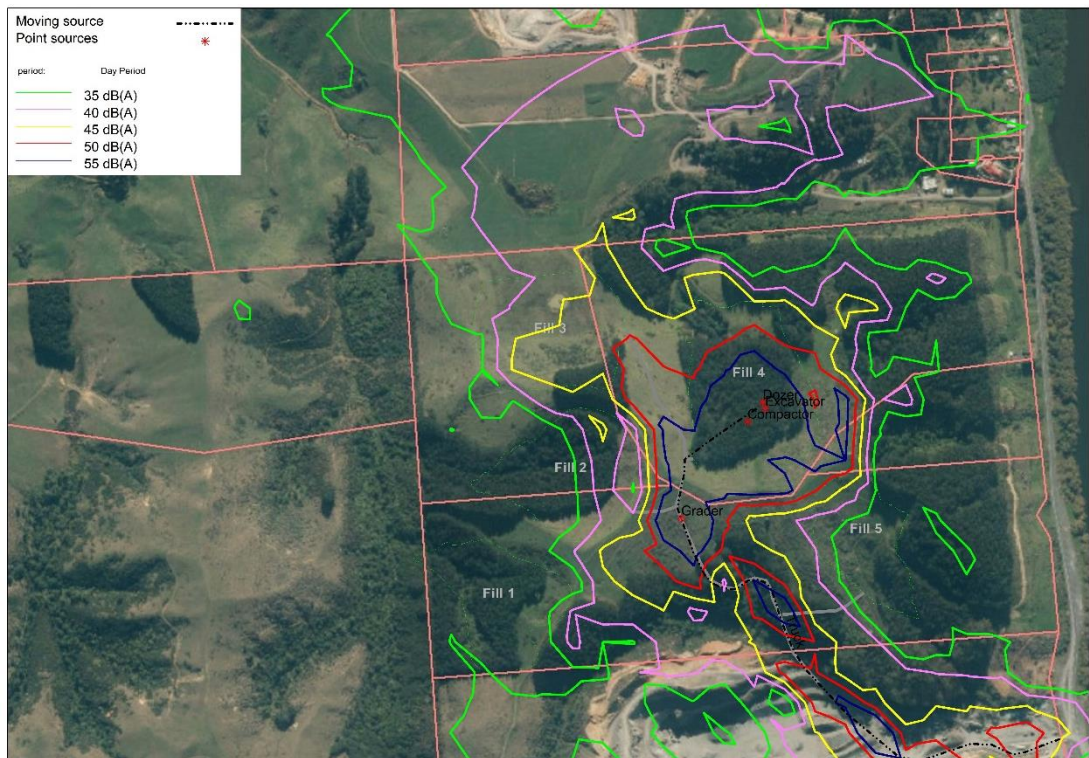 Moving source
Point sources
period: Day Period
35 dB(A)
40 dB(A)
45 dB(A)
50 dB(A)
55 dB(A)
Fill 3
Fill 4
Dozer
Excavator
Compactor
Fill 2
Grader
Fill 5
Fill 1